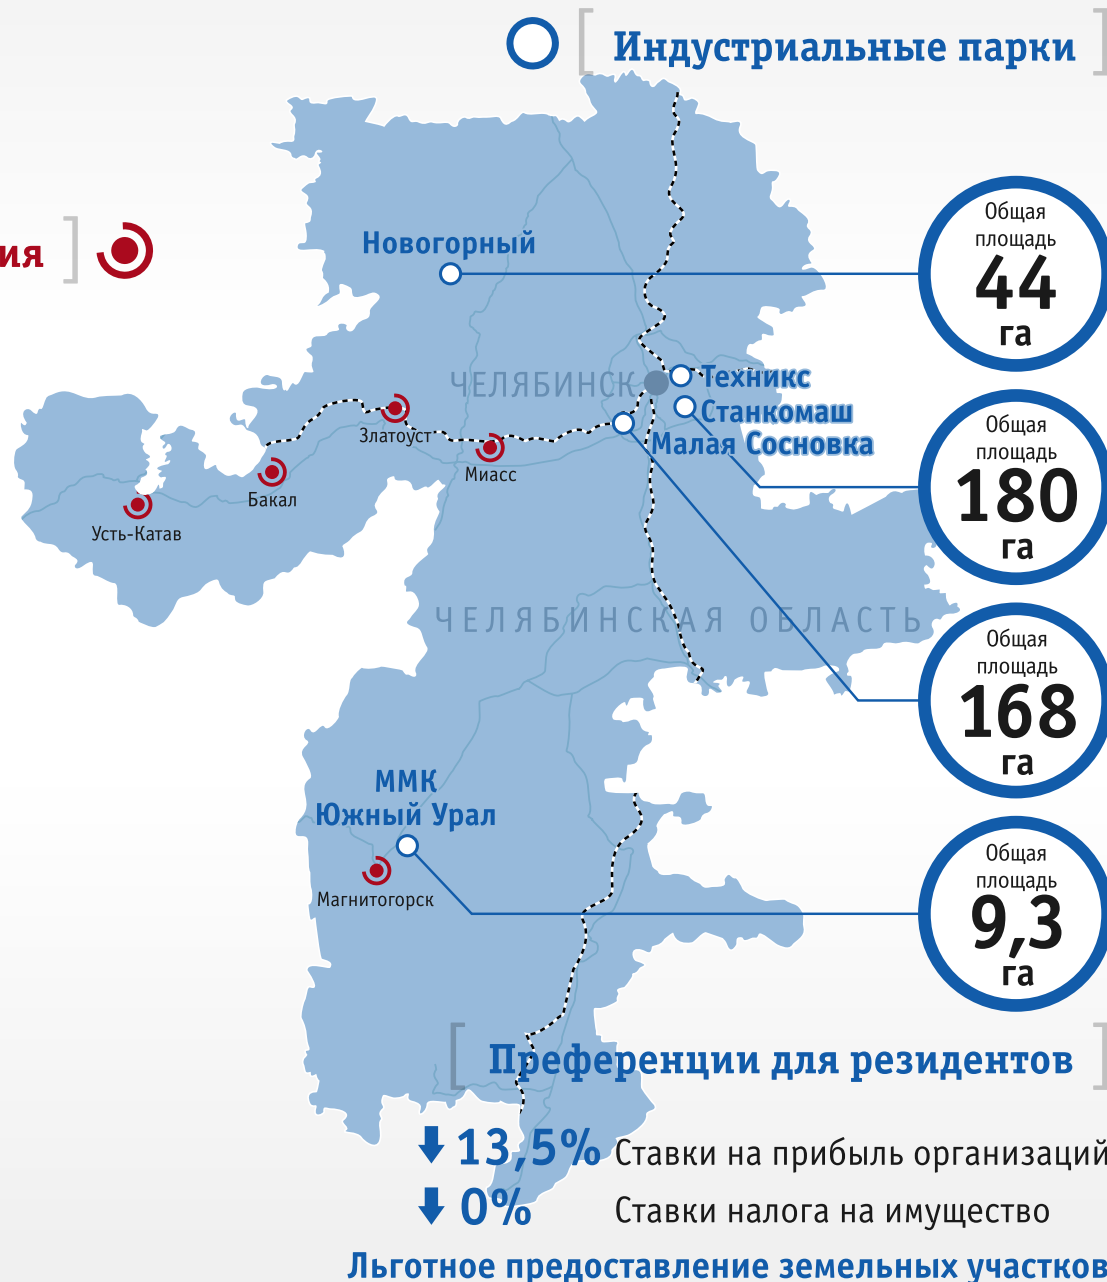 Индустриальные парки
ия
Общая
площадь
44
га
Новогорный
ЧЕЛЯБИНСК
Техникс
Станкомаш
Малая Сосновка
Златоуст
Миасс
Бакал
Усть-Катав
Общая
площадь
180
га
ЧЕЛЯБИНСКАЯ ОБЛАСТЬ
Общая
площадь
168
га
ММК
Южный Урал
Магнитогорск
Общая
площадь
9,3
га
Преференции для резидентов
13,5% Ставки на прибыль организаций
0% Ставки налога на имущество
Льготное предоставление земельных участков